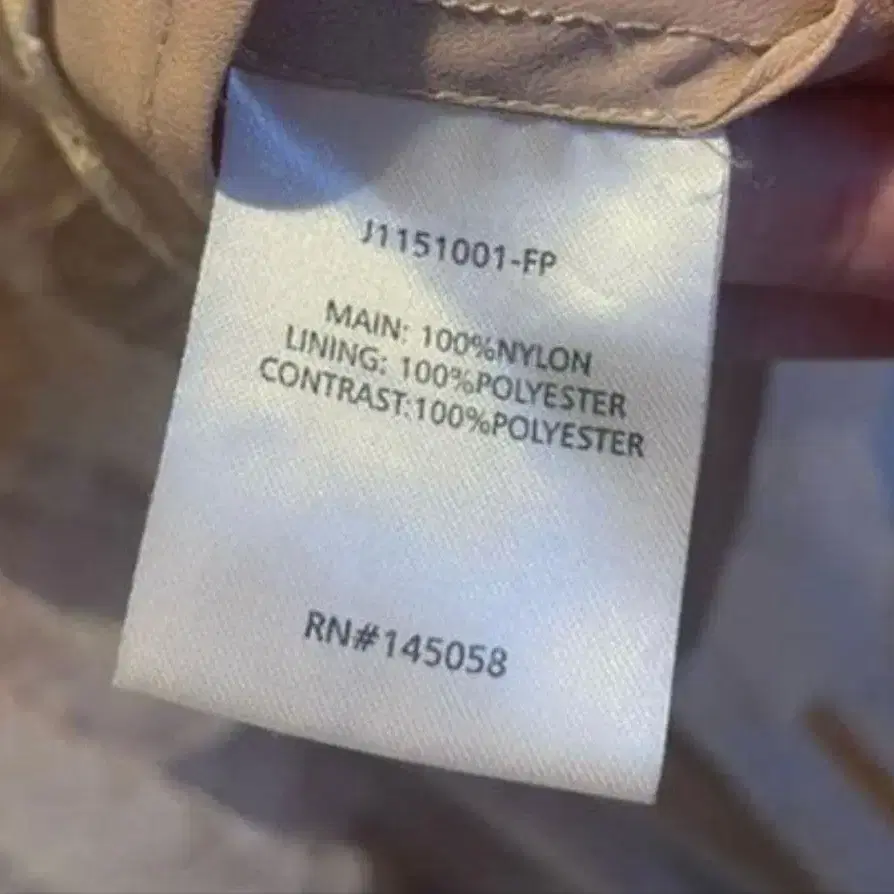 J1151001-FP
MAIN: 100%NYLON
LINING: 100%POLYESTER
CONTRAST:100%POLYESTER
RN#145058